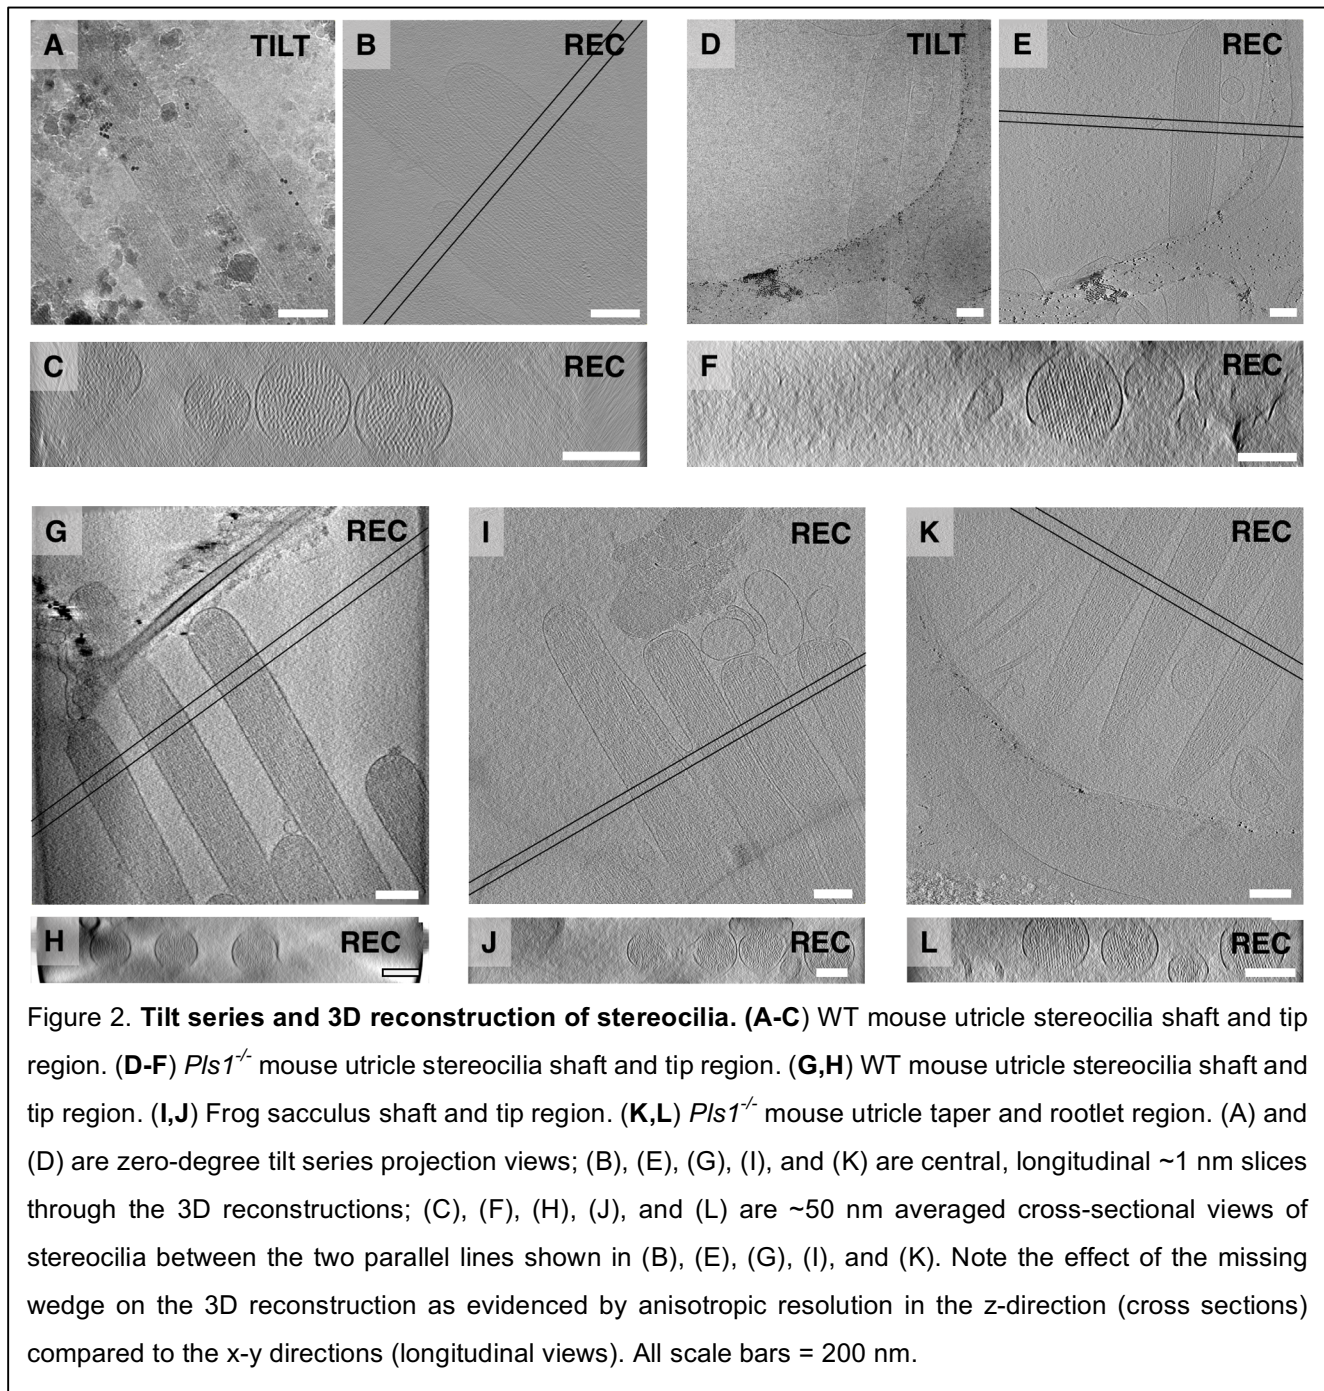 A TILT B REC D TILT E REC
C REC F REC
G REC I REC K REC
H REC J REC L REC
Figure 2. Tilt series and 3D reconstruction of stereocilia. (A-C) WT mouse utricle stereocilia shaft and tip
region. (D-F) Pls1-/- mouse utricle stereocilia shaft and tip region. (G,H) WT mouse utricle stereocilia shaft and
tip region. (I,J) Frog sacculus shaft and tip region. (K,L) Pls1-/- mouse utricle taper and rootlet region. (A) and
(D) are zero-degree tilt series projection views; (B), (E), (G), (I), and (K) are central, longitudinal ~1 nm slices
through the 3D reconstructions; (C), (F), (H), (J), and (L) are ~50 nm averaged cross-sectional views of
stereocilia between the two parallel lines shown in (B), (E), (G), (I), and (K). Note the effect of the missing
wedge on the 3D reconstruction as evidenced by anisotropic resolution in the z-direction (cross sections)
compared to the x-y directions (longitudinal views). All scale bars = 200 nm.